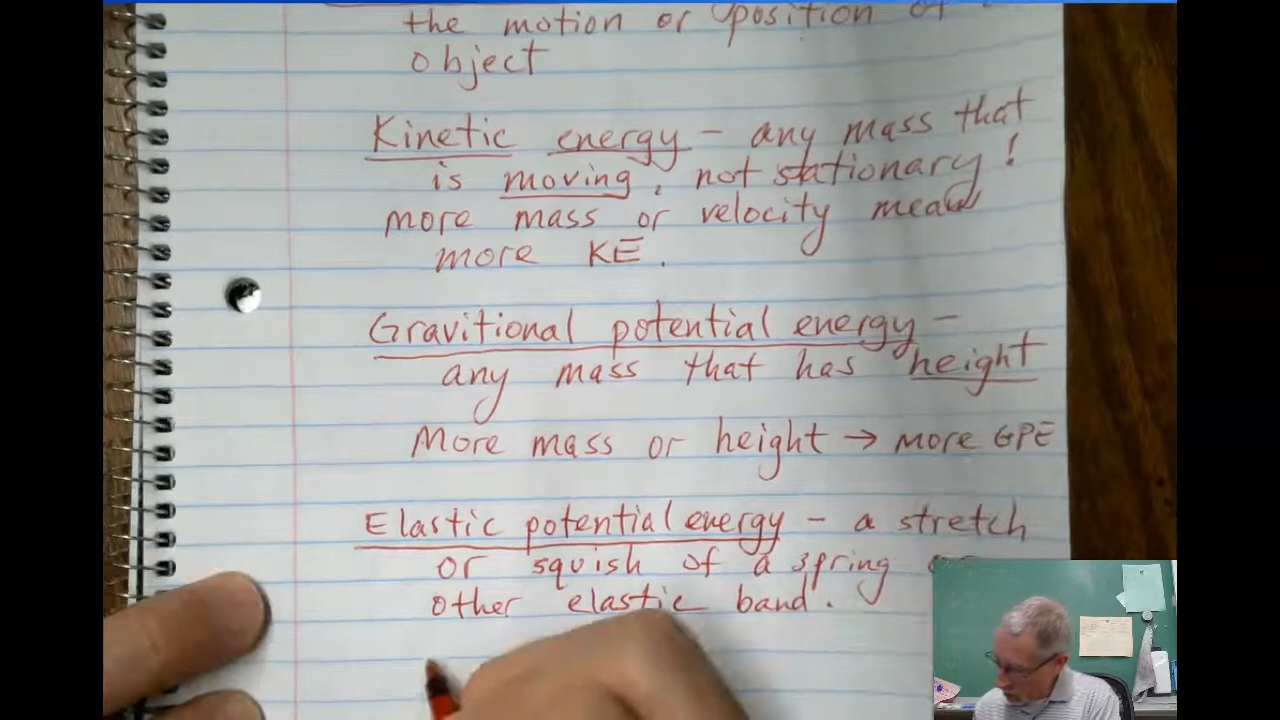 the motion or position of
object
Kinetic energy - any mass that
is moving, not stationary!
more mass or velocity means
more KE.
Gravitional potential energy -
any mass that has height
More mass or height → more GPE
Elastic potential energy - a stretch
or squish of a spring
other elastic band.